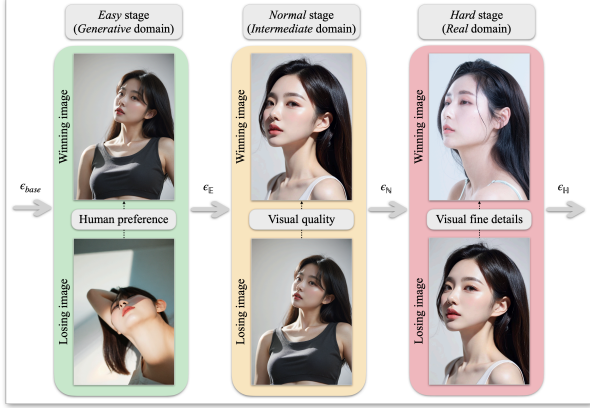 Easy stage
(Generative domain)
Normal stage
(Intermediate domain)
Hard stage
(Real domain)
Winning image
Winning image
Winning image
ϵbase
ϵ𝔼
ϵℕ
ϵℍ
Human preference
Visual quality
Visual fine details
Losing image
Losing image
Losing image